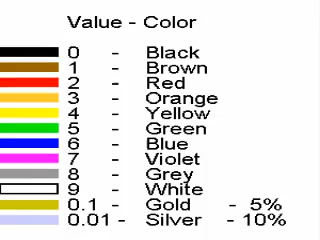 Value - Color
0 - Black
1 - Brown
2 - Red
3 - Orange
4 - Yellow
5 - Green
6 - Blue
7 - Violet
8 - Grey
9 - White
0.1 - Gold - 5%
0.01 - Silver - 10%